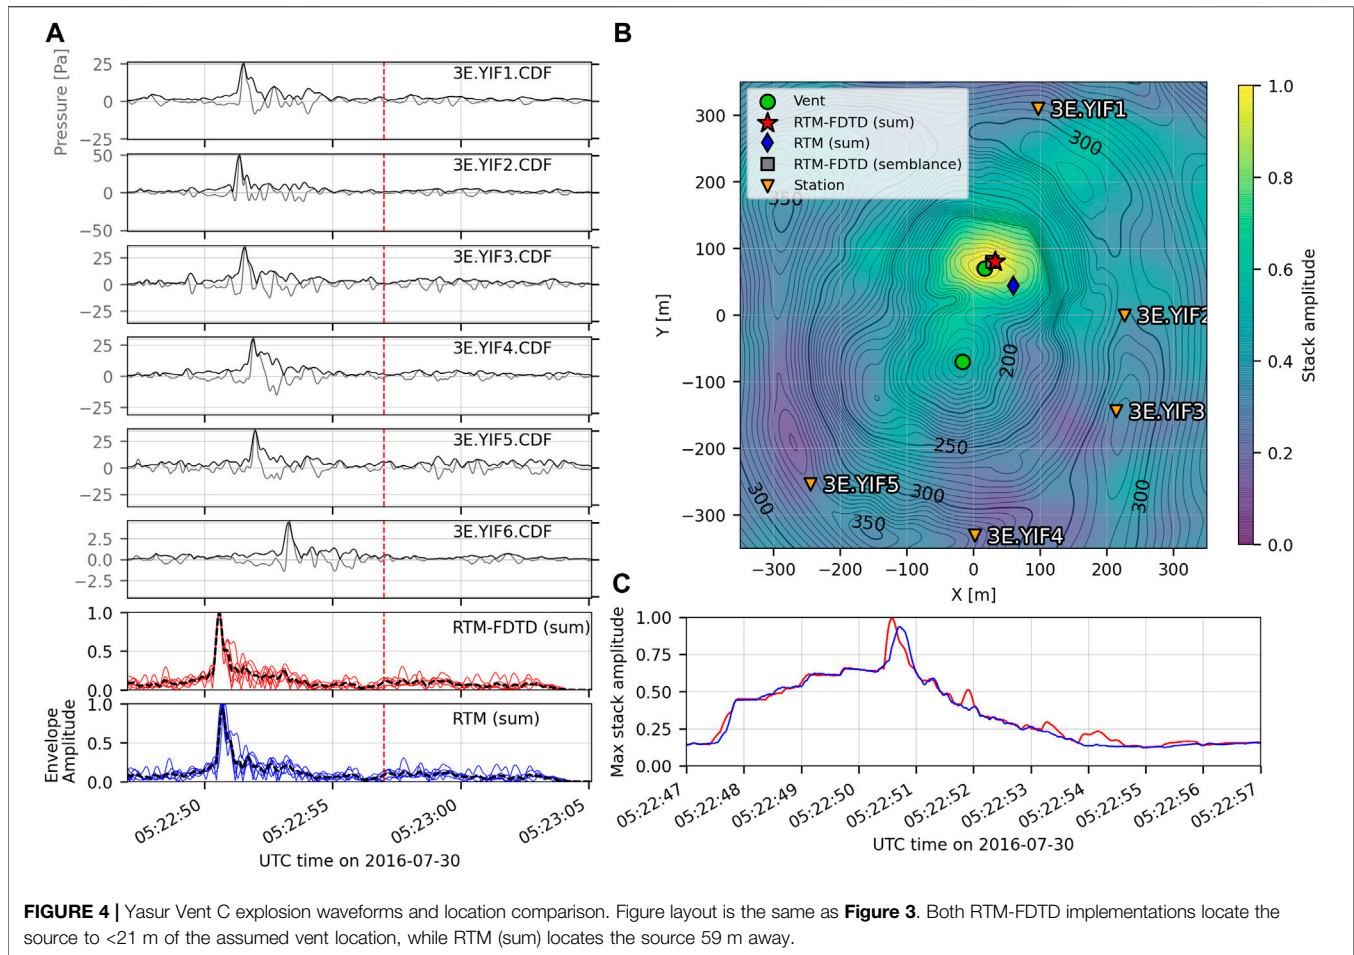 A
Pressure [Pa]
25
0
−25
3E.YIF1.CDF
50
0
−50
3E.YIF2.CDF
25
0
−25
3E.YIF3.CDF
25
0
−25
3E.YIF4.CDF
25
0
−25
3E.YIF5.CDF
2.5
0.0
−2.5
3E.YIF6.CDF
1.0
0.5
0.0
RTM-FDTD (sum)
1.0
0.5
0.0
RTM (sum)
Envelope
Amplitude
05:22:50
05:22:55
05:23:00
05:23:05
UTC time on 2016-07-30
B
Vent
RTM-FDTD (sum)
RTM (sum)
RTM-FDTD (semblance)
Station
3E.YIF1
300
350
3E.YIF2
200
3E.YIF3
250
3E.YIF5
300
300
350
300
3E.YIF4
300
200
100
0
−100
−200
−300
Y [m]
−300
−200
−100
0
100
200
300
X [m]
1.0
0.8
0.6
0.4
0.2
0.0
Stack amplitude
C
1.00
0.75
0.50
0.25
0.00
Max stack amplitude
05:22:47
05:22:48
05:22:49
05:22:50
05:22:51
05:22:52
05:22:53
05:22:54
05:22:55
05:22:56
05:22:57
UTC time on 2016-07-30
FIGURE 4 | Yasur Vent C explosion waveforms and location comparison. Figure layout is the same as Figure 3. Both RTM-FDTD implementations locate the
source to <21 m of the assumed vent location, while RTM (sum) locates the source 59 m away.